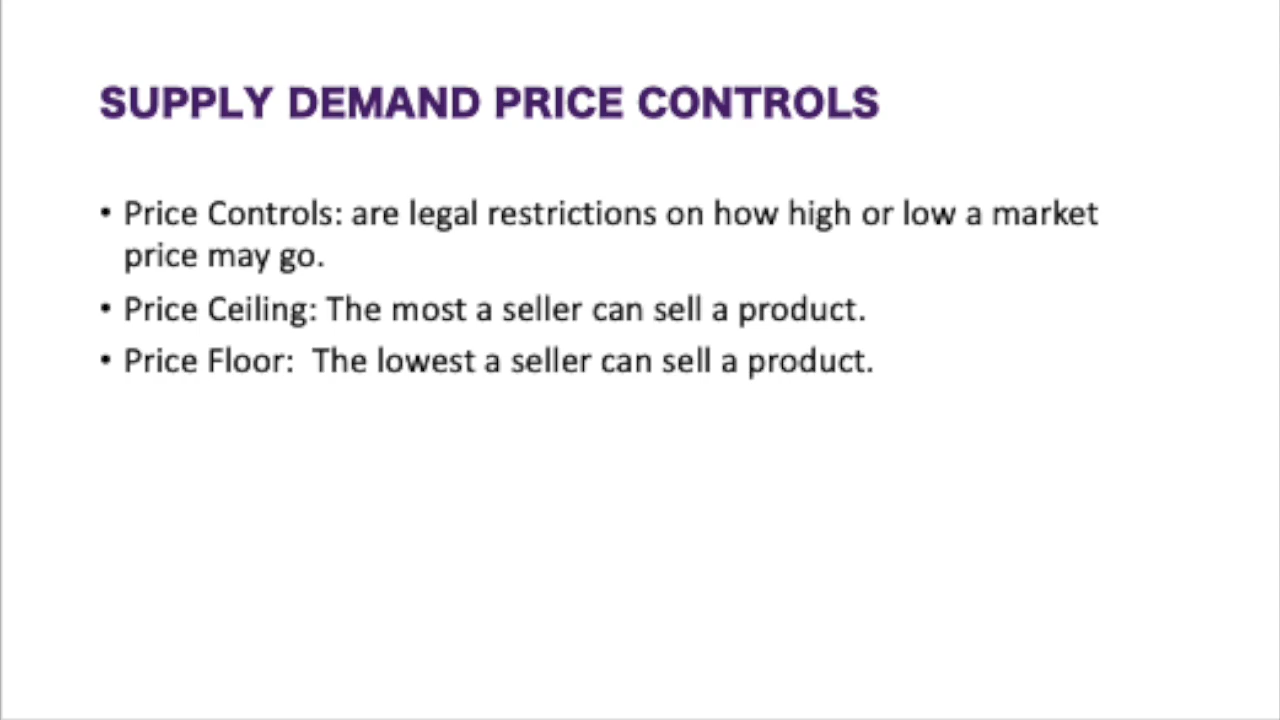 SUPPLY DEMAND PRICE CONTROLS
• Price Controls: are legal restrictions on how high or low a market
price may go.
• Price Ceiling: The most a seller can sell a product.
• Price Floor:  The lowest a seller can sell a product.